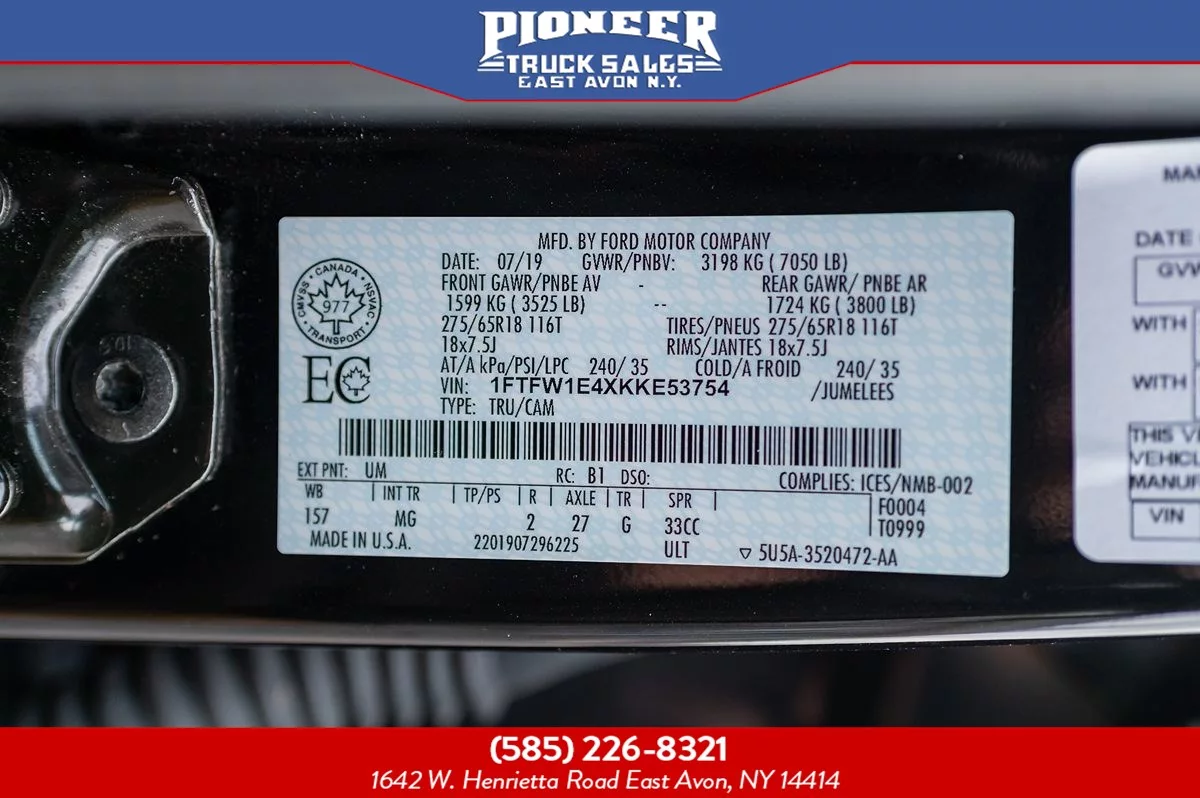 PIONEER
TRUCK SALES
EAST AVON N.Y.
MFD. BY FORD MOTOR COMPANY
DATE: 07/19 GVWR/PNBV: 3198 KG ( 7050 LB)
FRONT GAWR/PNBE AV - REAR GAWR/ PNBE AR
1599 KG ( 3525 LB) -- 1724 KG ( 3800 LB)
275/65R18 116T TIRES/PNEUS 275/65R18 116T
18x7.5J RIMS/JANTES 18x7.5J
AT/A kPa/PSI/LPC 240/ 35 COLD/A FROID 240/ 35
VIN: 1FTFW1E4XKKE53754 /JUMELEES
TYPE: TRU/CAM
CANADA
CMVSS • NSVAC
977
TRANSPORT
EC
EXT PNT: UM RC: B1 DSO: COMPLIES: ICES/NMB-002
WB | INT TR | TP/PS | R | AXLE | TR | SPR | F0004
157 MG 2 27 G 33CC T0999
MADE IN U.S.A. 2201907296225 ULT ▽ 5U5A-3520472-AA
DATE
WITH
WITH
THIS
VIN
(585) 226-8321
1642 W. Henrietta Road East Avon, NY 14414